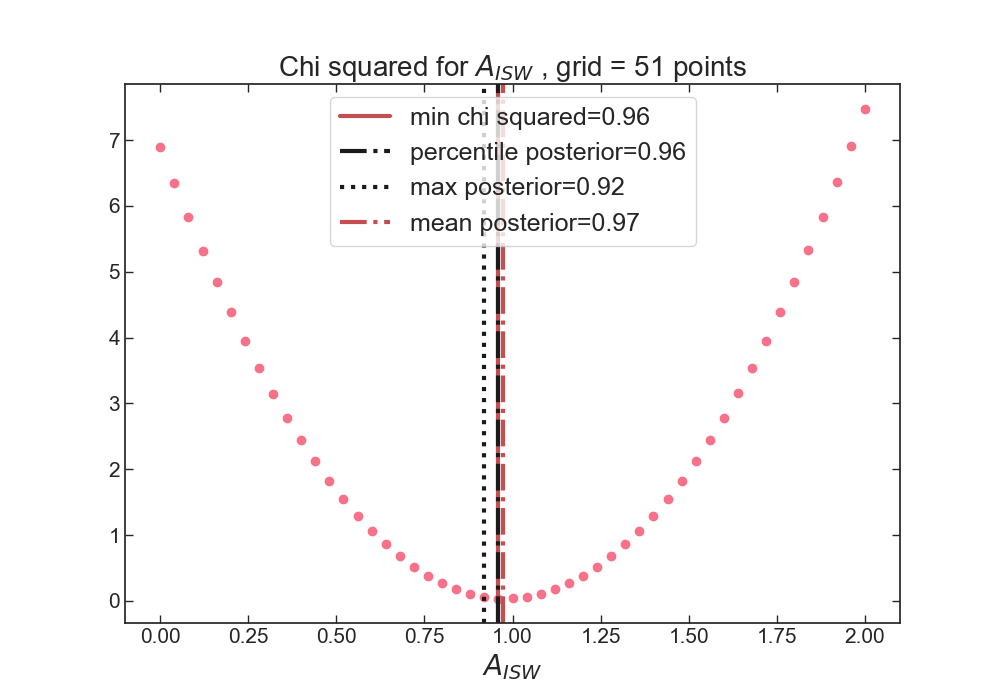 Chi squared for A_ISW , grid = 51 points
min chi squared=0.96
percentile posterior=0.96
max posterior=0.92
mean posterior=0.97
7
6
5
4
3
2
1
0
0.00 0.25 0.50 0.75 1.00 1.25 1.50 1.75 2.00
A_ISW